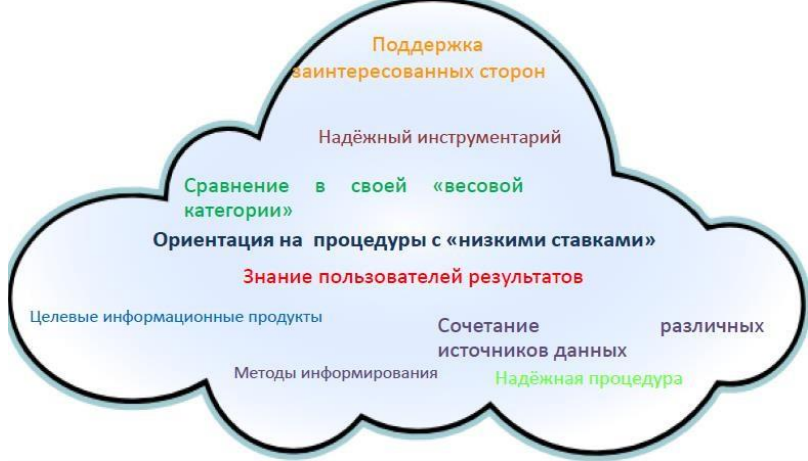 Поддержка
заинтересованных сторон
Надёжный инструментарий
Сравнение в своей «весовой
категории»
Ориентация на процедуры с «низкими ставками»
Знание пользователей результатов
Целевые информационные продукты
Сочетание различных
источников данных
Методы информирования
Надёжная процедура